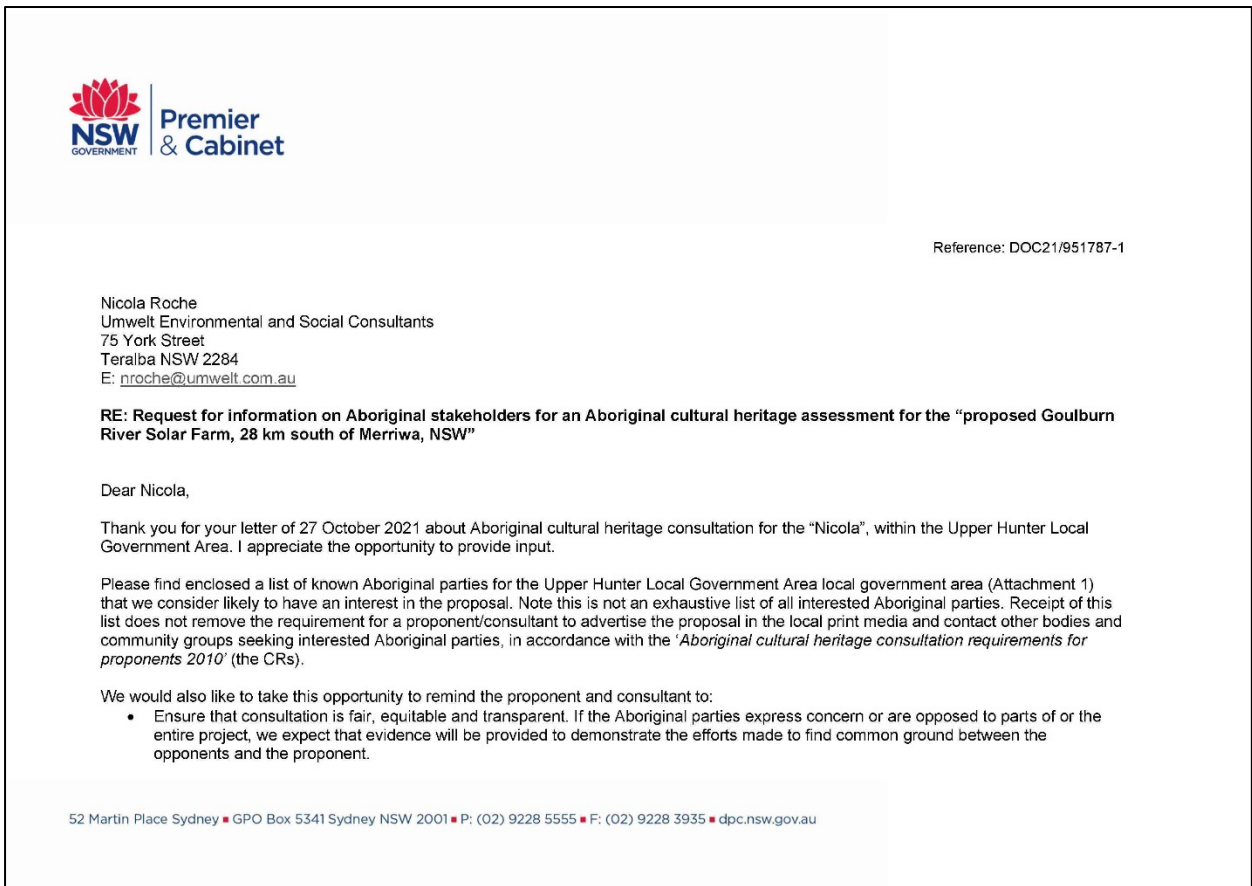 NSW
GOVERNMENT
Premier
& Cabinet
Reference: DOC21/951787-1
Nicola Roche
Umwelt Environmental and Social Consultants
75 York Street
Teralba NSW 2284
E: nroche@umwelt.com.au
RE: Request for information on Aboriginal stakeholders for an Aboriginal cultural heritage assessment for the “proposed Goulburn
River Solar Farm, 28 km south of Merriwa, NSW”
Dear Nicola,
Thank you for your letter of 27 October 2021 about Aboriginal cultural heritage consultation for the “Nicola”, within the Upper Hunter Local
Government Area. I appreciate the opportunity to provide input.
Please find enclosed a list of known Aboriginal parties for the Upper Hunter Local Government Area local government area (Attachment 1)
that we consider likely to have an interest in the proposal. Note this is not an exhaustive list of all interested Aboriginal parties. Receipt of this
list does not remove the requirement for a proponent/consultant to advertise the proposal in the local print media and contact other bodies and
community groups seeking interested Aboriginal parties, in accordance with the ‘Aboriginal cultural heritage consultation requirements for
proponents 2010’ (the CRs).
We would also like to take this opportunity to remind the proponent and consultant to:
• Ensure that consultation is fair, equitable and transparent. If the Aboriginal parties express concern or are opposed to parts of or the
entire project, we expect that evidence will be provided to demonstrate the efforts made to find common ground between the
opponents and the proponent.
52 Martin Place Sydney ▪ GPO Box 5341 Sydney NSW 2001 ▪ P: (02) 9228 5555 ▪ F: (02) 9228 3935 ▪ dpc.nsw.gov.au